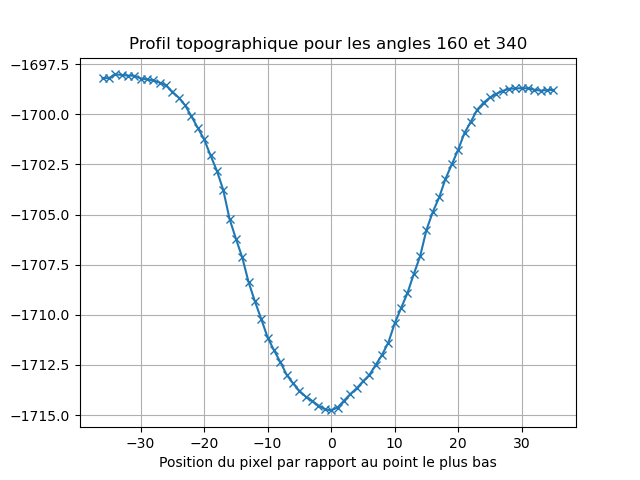 Profil topographique pour les angles 160 et 340
−1697.5
−1700.0
−1702.5
−1705.0
−1707.5
−1710.0
−1712.5
−1715.0
−30 −20 −10 0 10 20 30
Position du pixel par rapport au point le plus bas